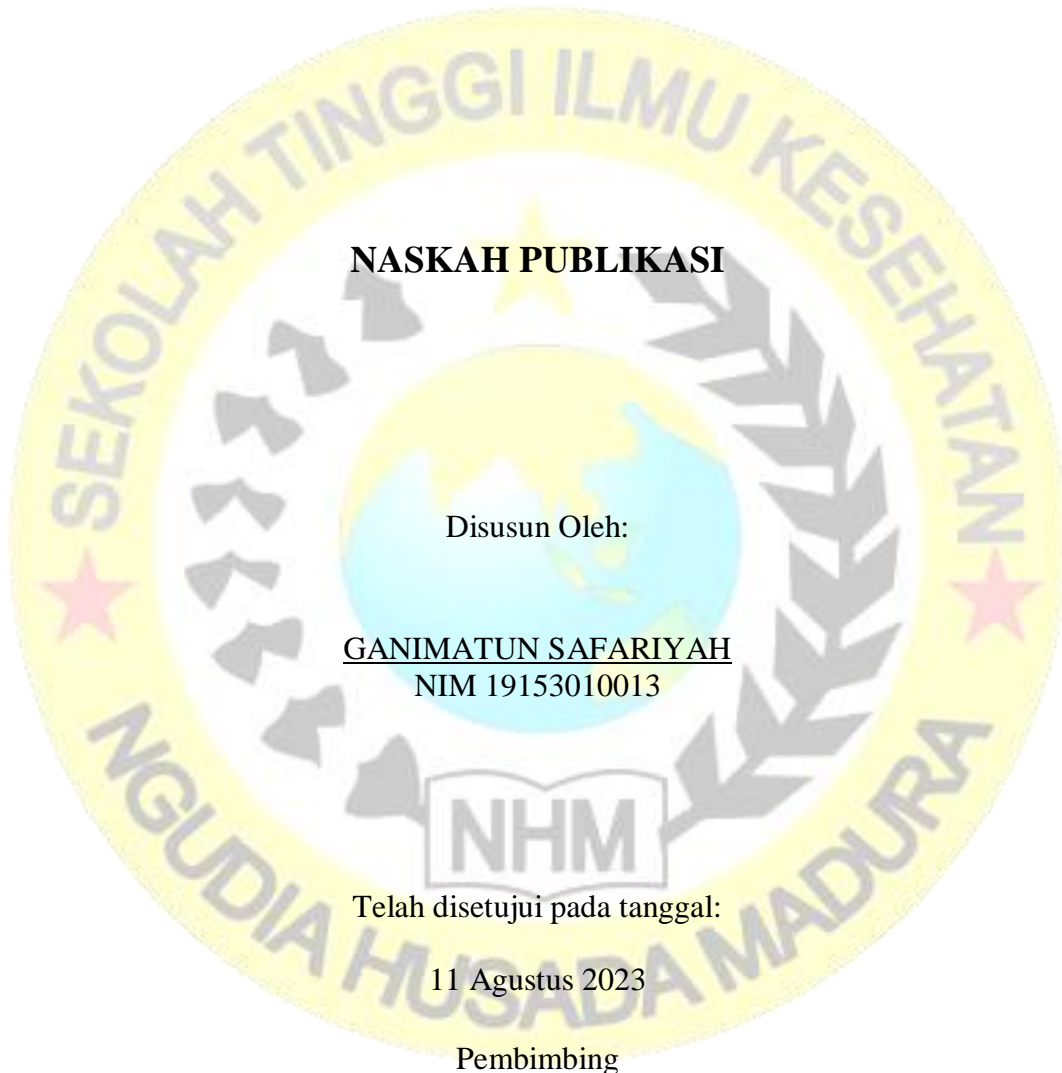 SEKOLAH TINGGI ILMU KESEHATAN
NASKAH PUBLIKASI
Disusun Oleh:
GANIMATUN SAFARIYAH
NIM 19153010013
NHM
Telah disetujui pada tanggal:
11 Agustus 2023
Pembimbing
NGUDIA HUSADA MADURA